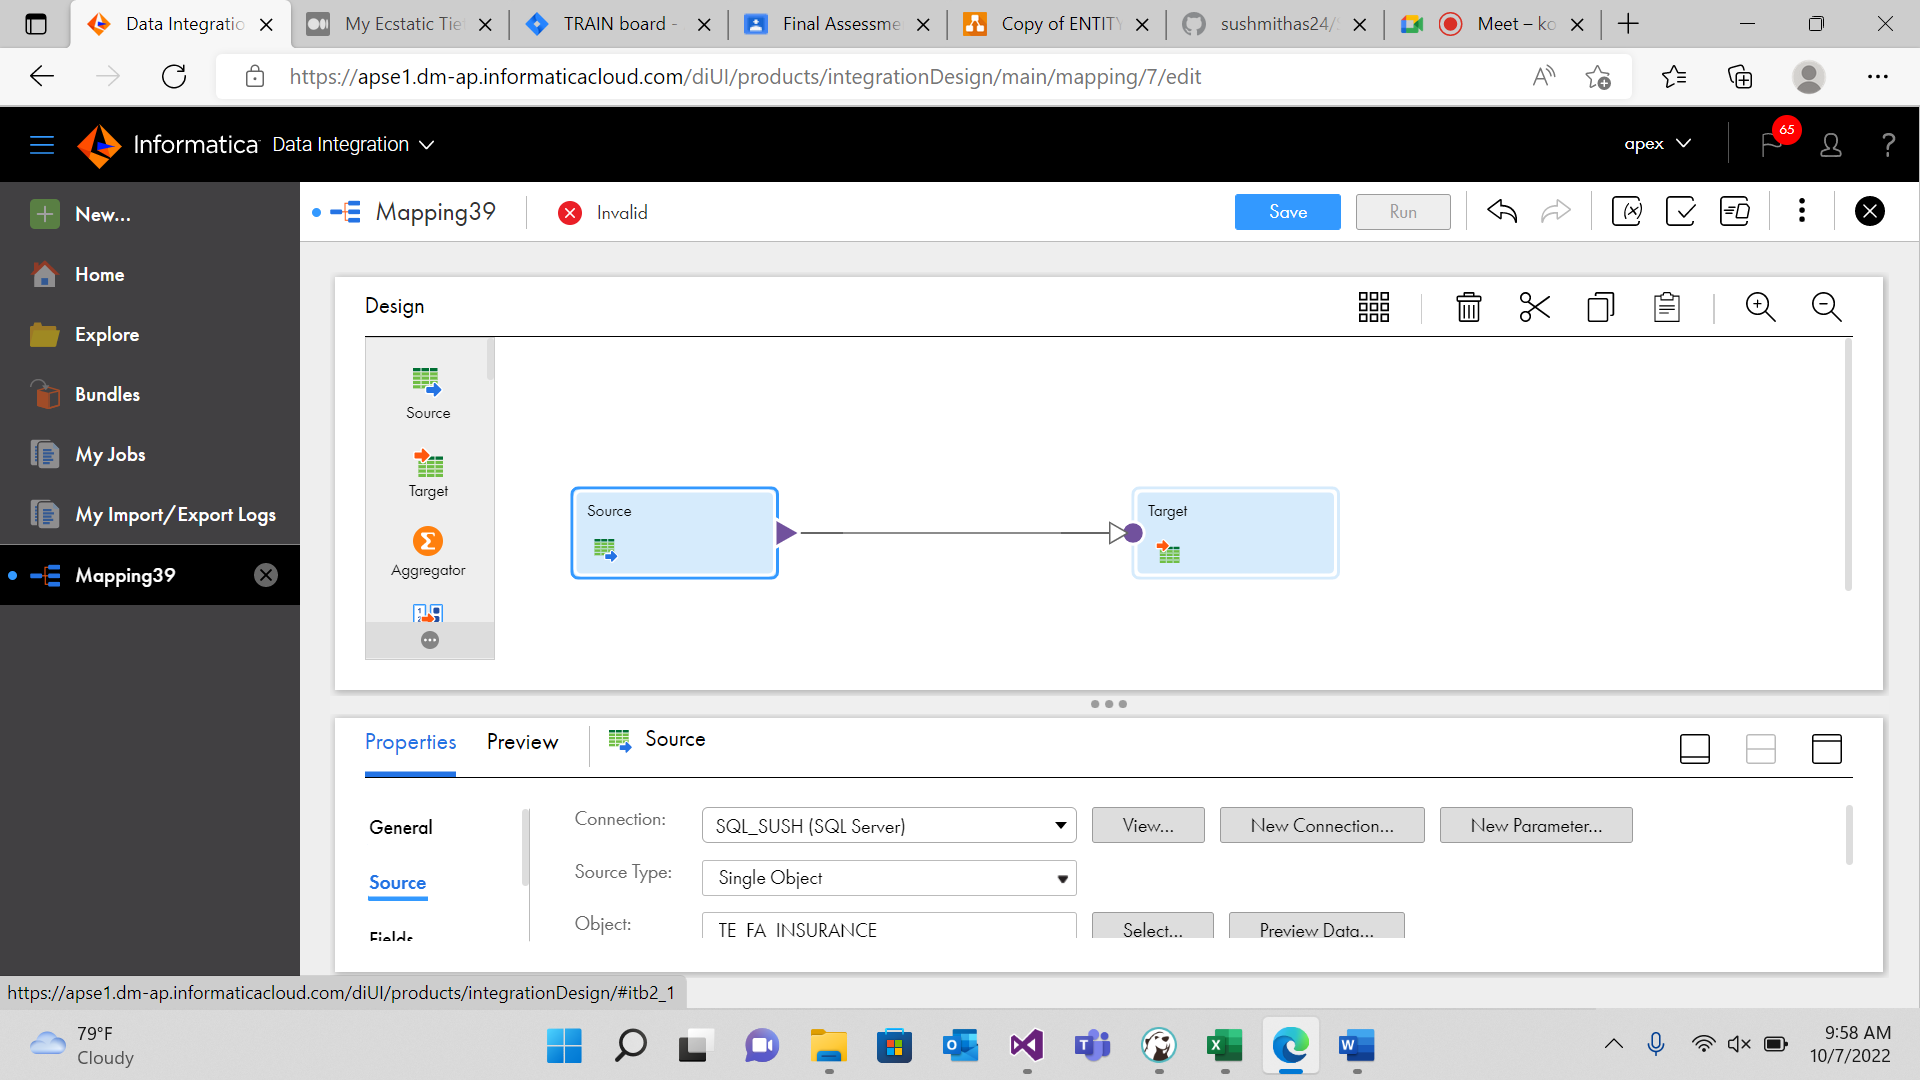 Data Integratio
My Ecstatic Tie
TRAIN board -
Final Assessme
Copy of ENTITY
sushmithas24/
Meet – ko
https://apse1.dm-ap.informaticacloud.com/diUI/products/integrationDesign/main/mapping/7/edit
Informatica Data Integration
apex
65
New...
Home
Explore
Bundles
My Jobs
My Import/Export Logs
Mapping39
Mapping39
Invalid
Save
Run
Design
Source
Target
Aggregator
Source
Target
Properties
Preview
Source
General
Source
Fields
Connection:
SQL_SUSH (SQL Server)
View...
New Connection...
New Parameter...
Source Type:
Single Object
Object:
TE_FA_INSURANCE
Select...
Preview Data...
https://apse1.dm-ap.informaticacloud.com/diUI/products/integrationDesign/#itb2_1
79°F
Cloudy
9:58 AM
10/7/2022